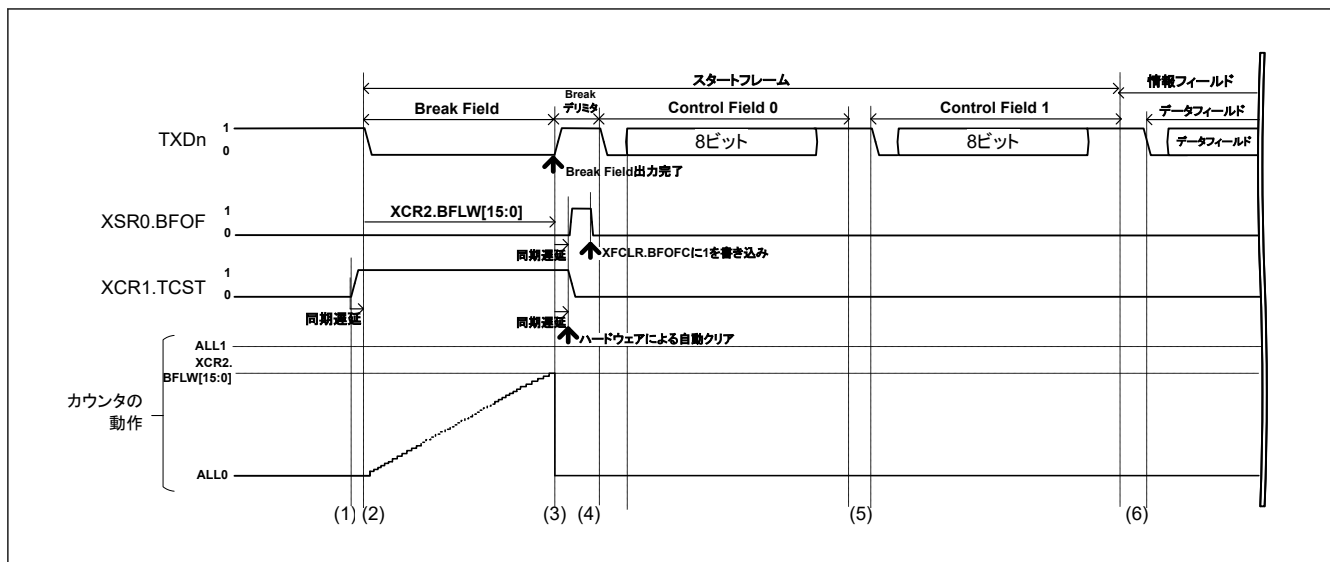 スタートフレーム
情報フィールド
Break Field
Break
デリミタ
Control Field 0
Control Field 1
データフィールド
TXDn
1
0
8ビット
8ビット
データフィールド
Break Field出力完了
XSR0.BFOF
1
0
XCR2.BFLW[15:0]
同期遅延
XFCLR.BFOFCに1を書き込み
XCR1.TCST
1
0
同期遅延
同期遅延
ハードウェアによる自動クリア
カウンタの
動作
ALL1
XCR2.
BFLW[15:0]
ALL0
(1) (2) (3) (4) (5) (6)